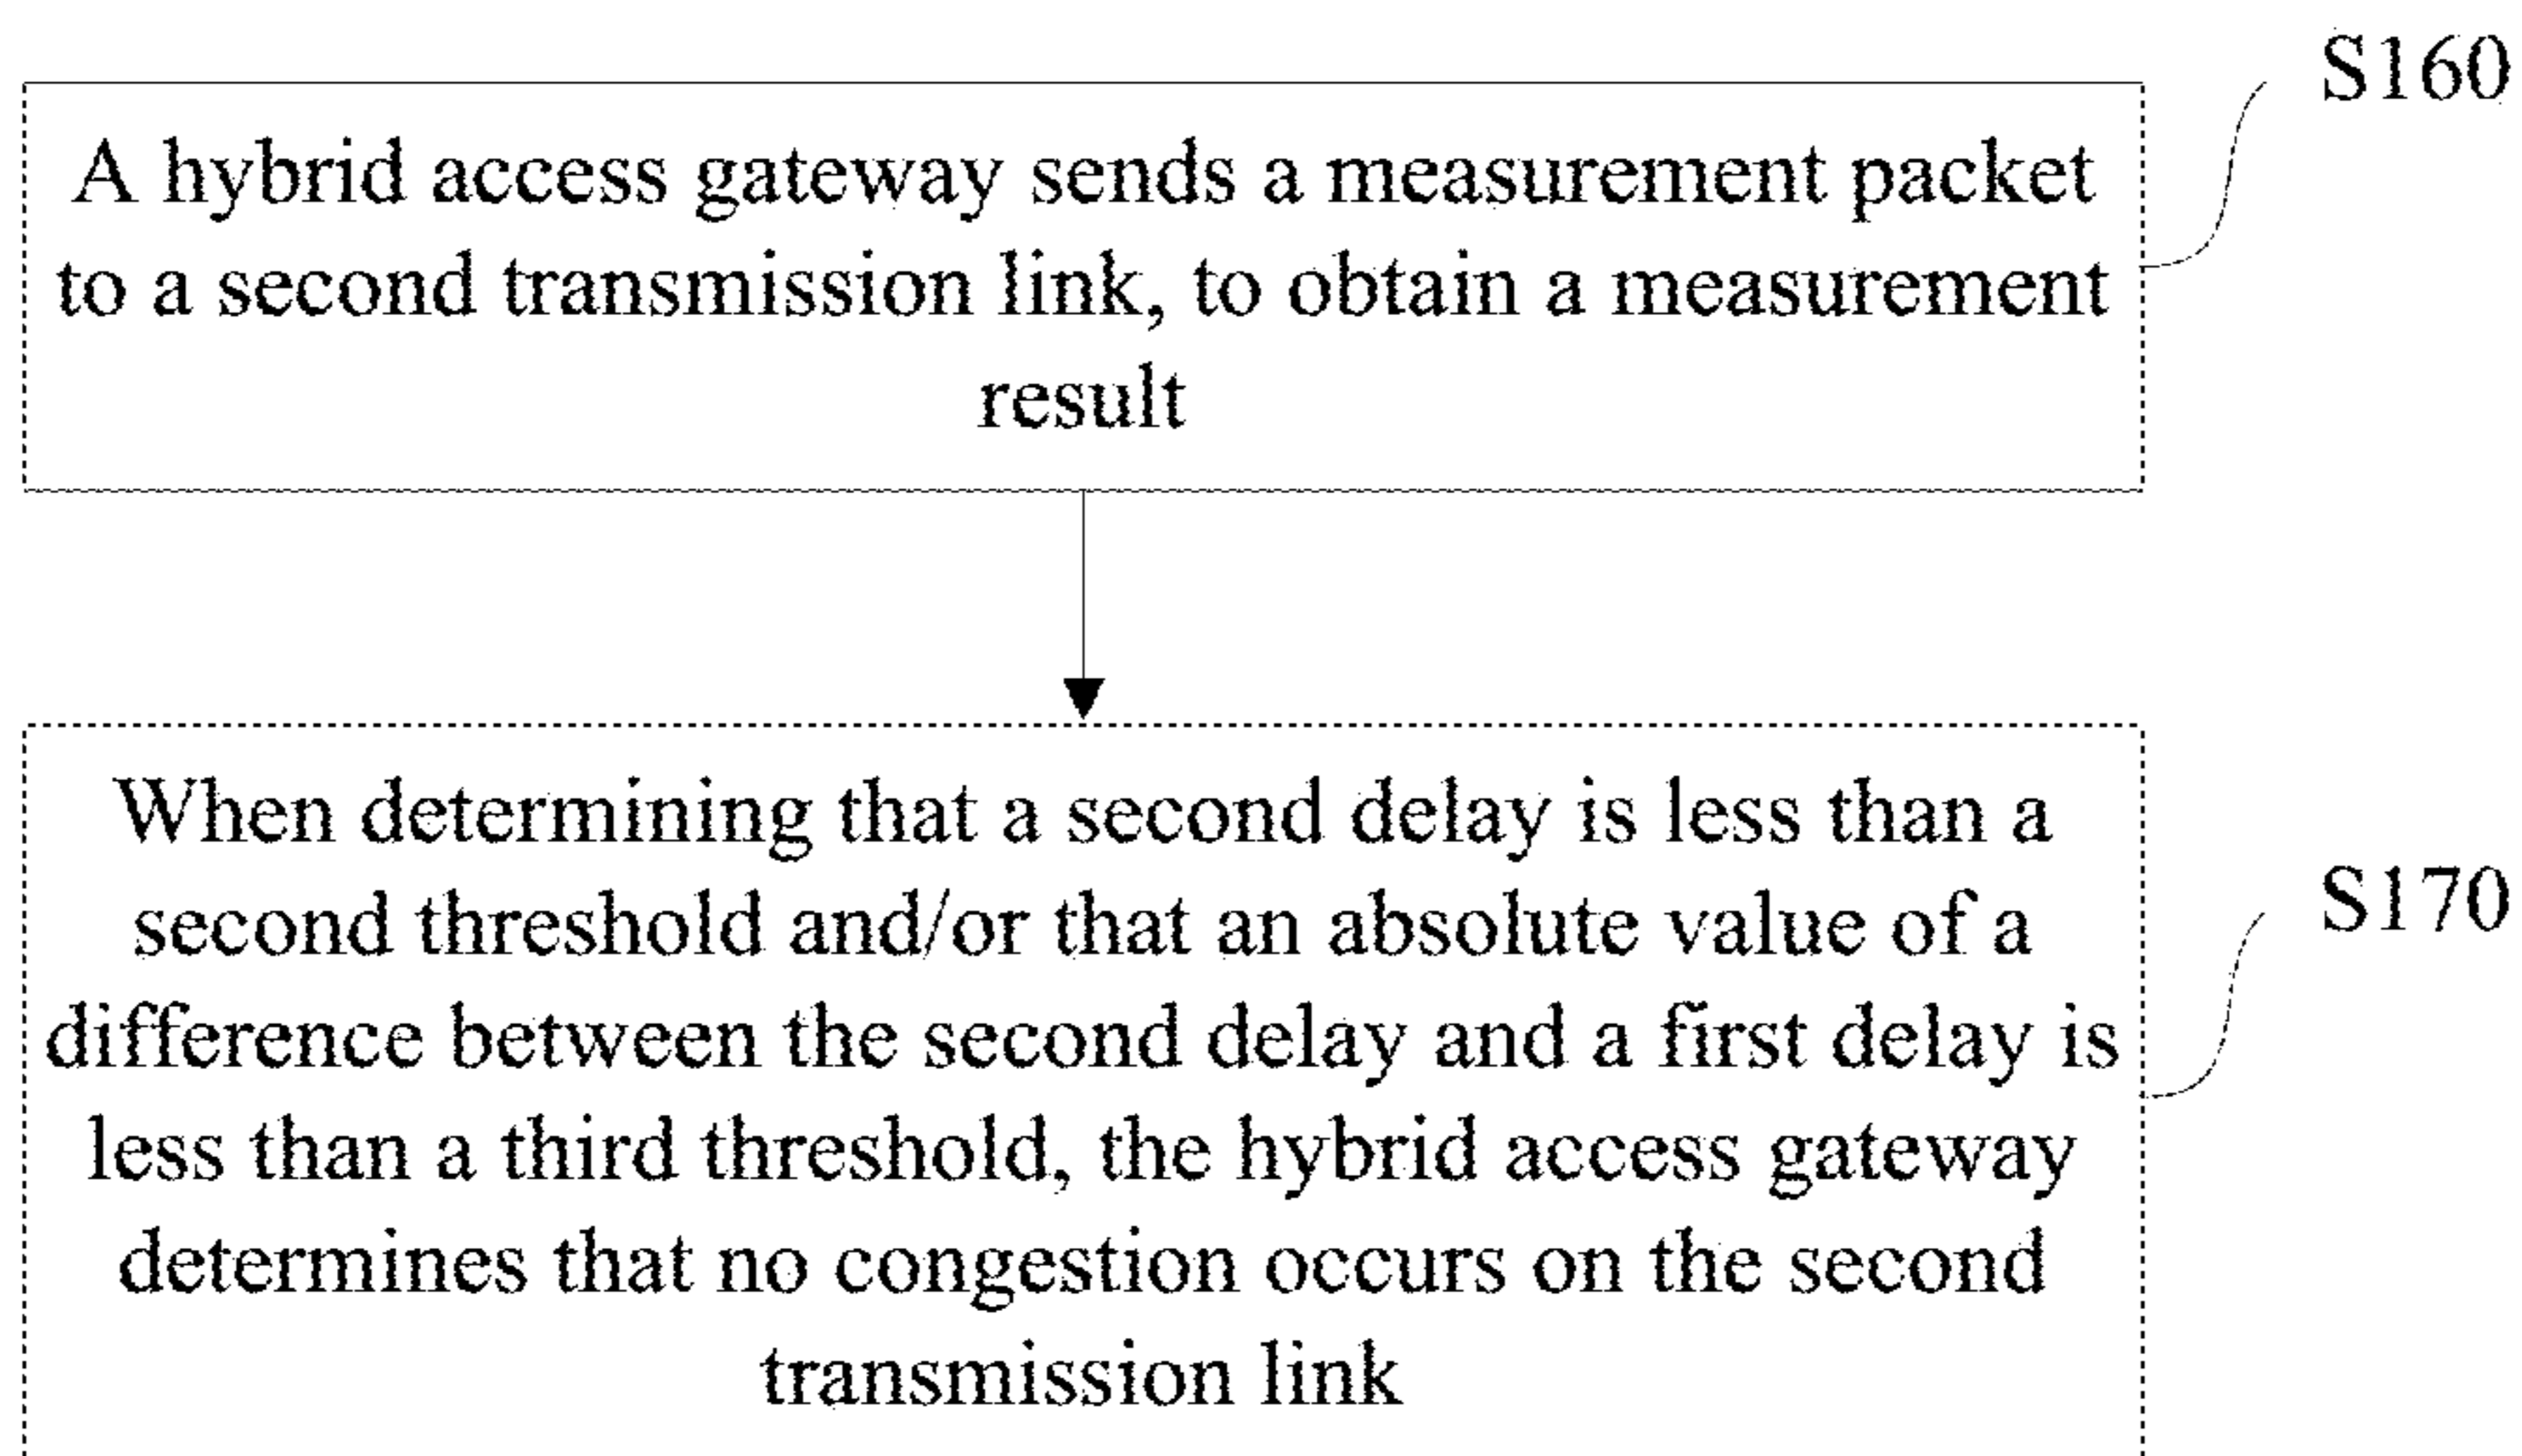 S160
A hybrid access gateway sends a measurement packet
to a second transmission link, to obtain a measurement
result
When determining that a second delay is less than a
second threshold and/or that an absolute value of a
difference between the second delay and a first delay is
less than a third threshold, the hybrid access gateway
determines that no congestion occurs on the second
transmission link
S170